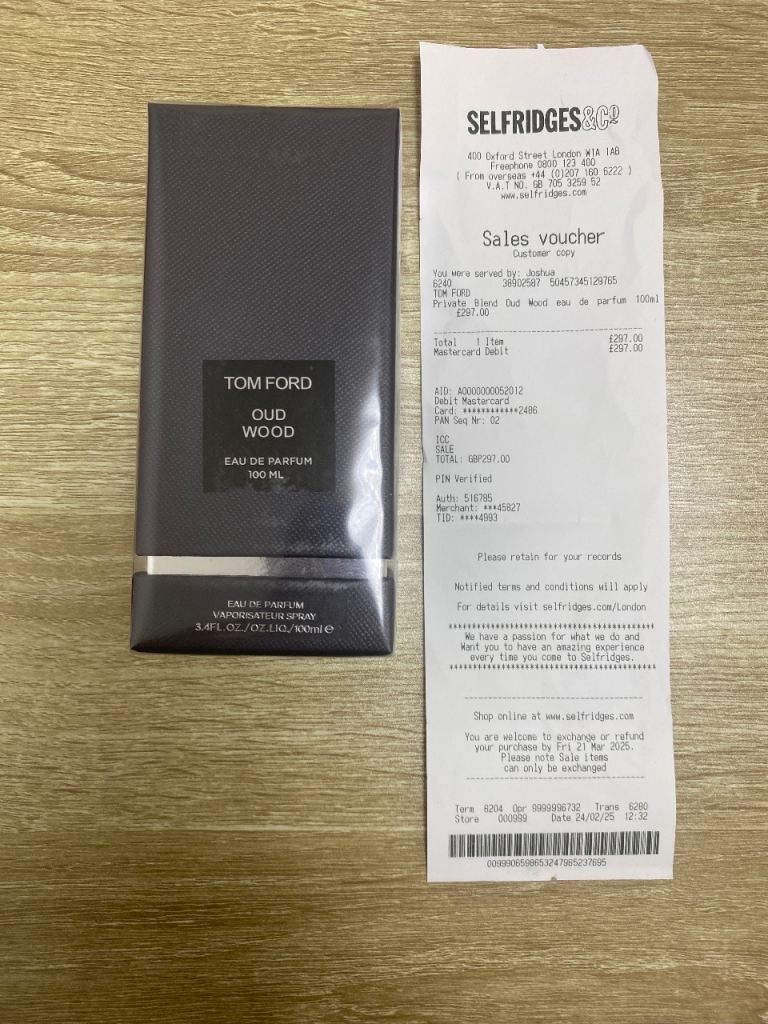 TOM FORD
OUD
WOOD
EAU DE PARFUM
100 ML
EAU DE PARFUM
VAPORISATEUR SPRAY
3.4FL.OZ./OZ.LIQ./100ml ℮
SELFRIDGES&Cº
400 Oxford Street London W1A 1AB
Freephone 0800 123 400
( From overseas +44 (0)207 160 6222 )
V.A.T NO. GB 705 3259 52
www.selfridges.com
Sales voucher
Customer copy
You were served by: Joshua
6240 38902587 50457345129765
TOM FORD
Private Blend Oud Wood eau de parfum 100ml
£297.00
Total 1 Item £297.00
Mastercard Debit £297.00
AID: A0000000052012
Debit Mastercard
Card: ************2486
PAN Seq Nr: 02
ICC
SALE
TOTAL: GBP297.00
PIN Verified
Auth: 516785
Merchant: ***45827
TID: ****4993
Please retain for your records
Notified terms and conditions will apply
For details visit selfridges.com/London
We have a passion for what we do and
Want you to have an amazing experience
every time you come to Selfridges.
Shop online at www.selfridges.com
You are welcome to exchange or refund
your purchase by Fri 21 Mar 2025.
Please note Sale items
can only be exchanged
Term 6204 Opr 9999996732 Trans 6280
Store 000999 Date 24/02/25 12:32
0099906598653247965237695